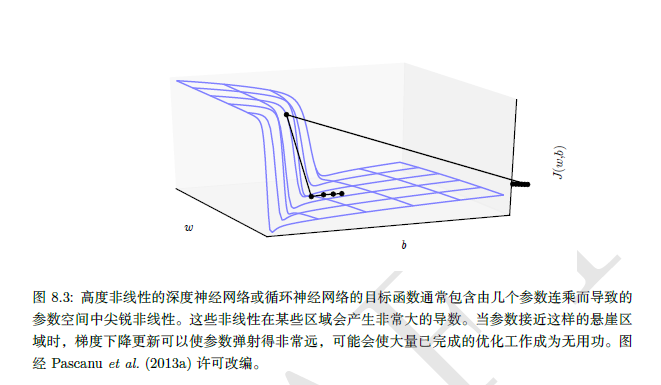 J(w,b)
w
b
图 8.3: 高度非线性的深度神经网络或循环神经网络的目标函数通常包含由几个参数连乘而导致的
参数空间中尖锐非线性。这些非线性在某些区域会产生非常大的导数。当参数接近这样的悬崖区
域时，梯度下降更新可以使参数弹射得非常远，可能会使大量已完成的优化工作成为无用功。图
经 Pascanu et al. (2013a) 许可改编。